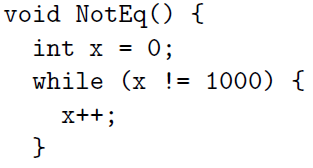 void NotEq() {
  int x = 0;
  while (x != 1000) {
    x++;
  }